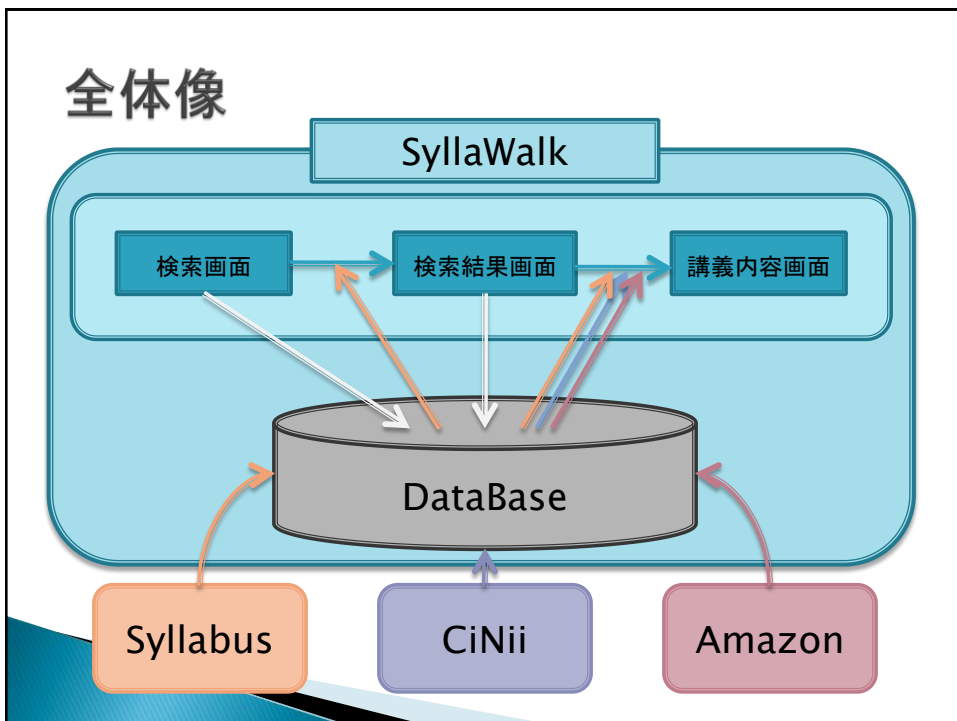 全体像
SyllaWalk
検索画面
検索結果画面
講義内容画面
DataBase
Syllabus
CiNii
Amazon